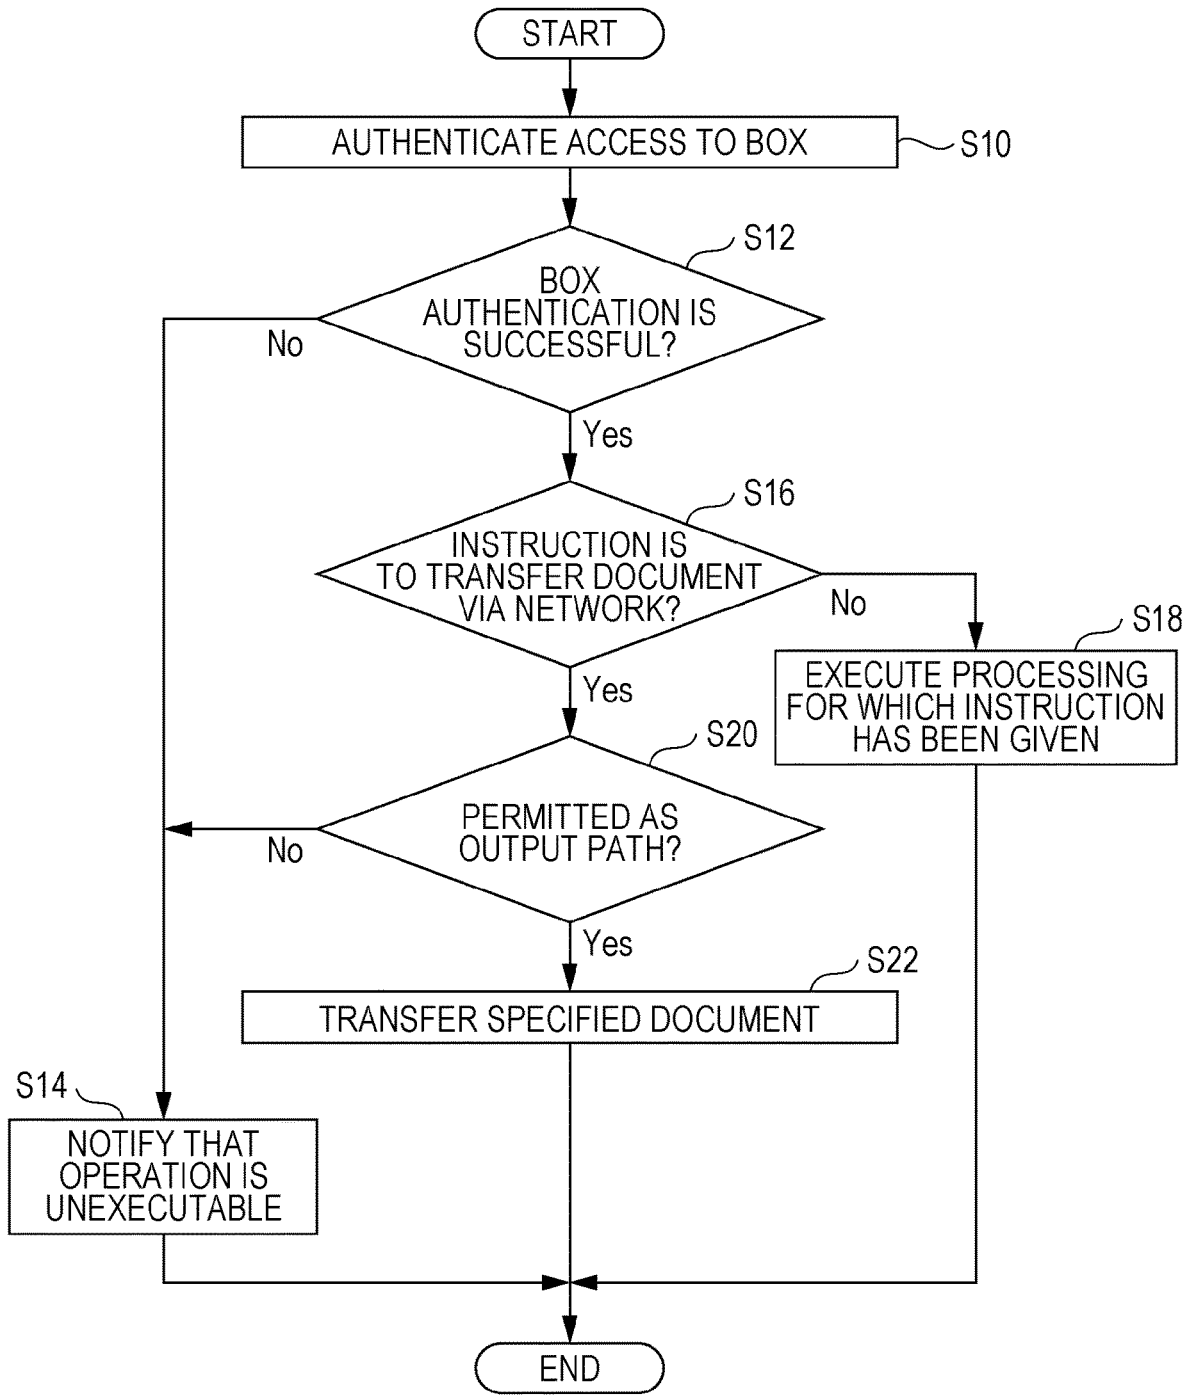 START
AUTHENTICATE ACCESS TO BOX
S10
S12
BOX
AUTHENTICATION IS
SUCCESSFUL?
No
Yes
S16
INSTRUCTION IS
TO TRANSFER DOCUMENT
VIA NETWORK?
No
Yes
S18
EXECUTE PROCESSING
FOR WHICH INSTRUCTION
HAS BEEN GIVEN
S20
PERMITTED AS
OUTPUT PATH?
No
Yes
S22
TRANSFER SPECIFIED DOCUMENT
S14
NOTIFY THAT
OPERATION IS
UNEXECUTABLE
END